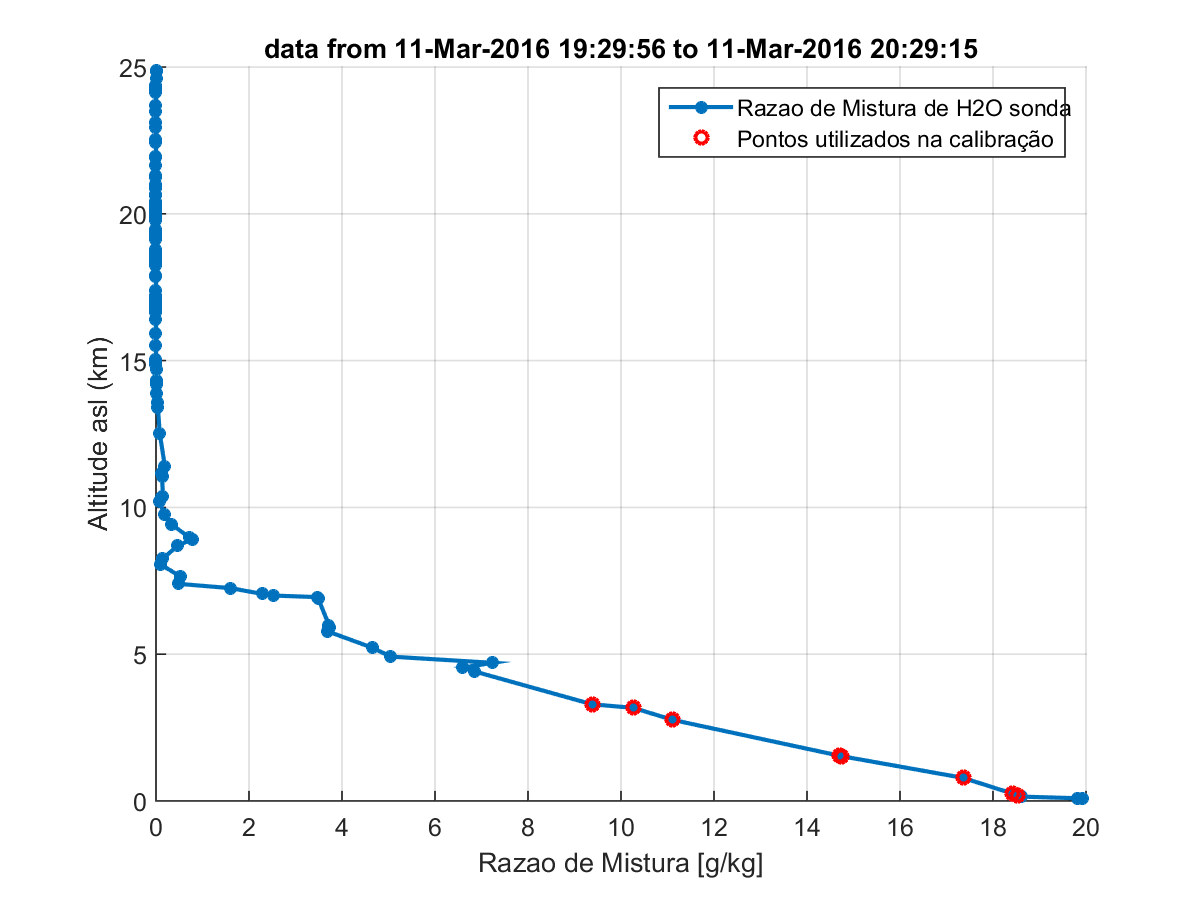 data from 11-Mar-2016 19:29:56 to 11-Mar-2016 20:29:15
Razao de Mistura de H2O sonda
Pontos utilizados na calibração
Altitude asl (km)
25
20
15
10
5
0
0 2 4 6 8 10 12 14 16 18 20
Razao de Mistura [g/kg]